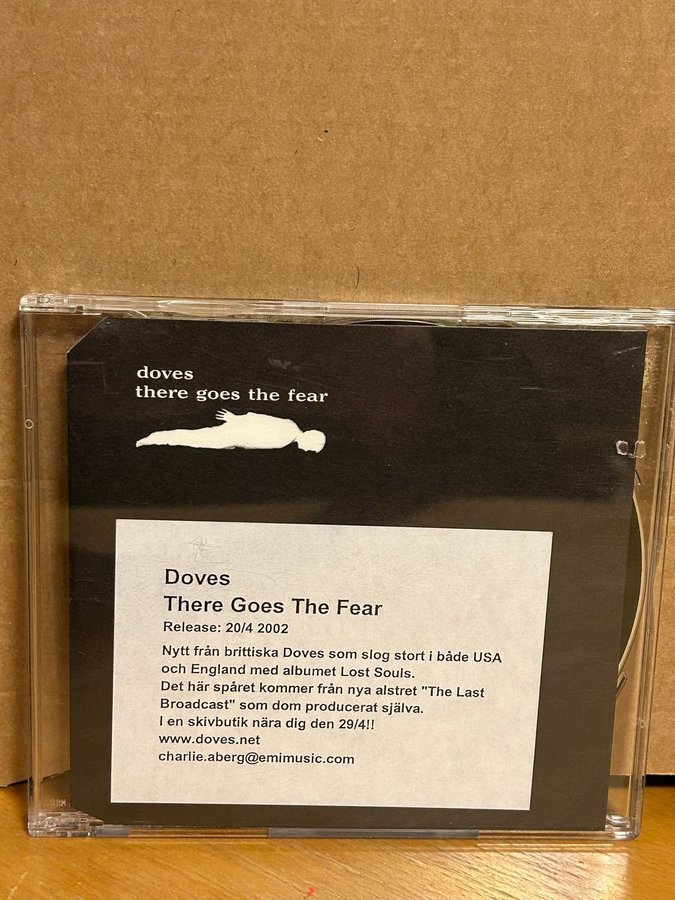 doves
there goes the fear
Doves
There Goes The Fear
Release: 20/4 2002
Nytt från brittiska Doves som slog stort i både USA
och England med albumet Lost Souls.
Det här spåret kommer från nya alstret "The Last
Broadcast" som dom producerat själva.
I en skivbutik nära dig den 29/4!!
www.doves.net
charlie.aberg@emimusic.com